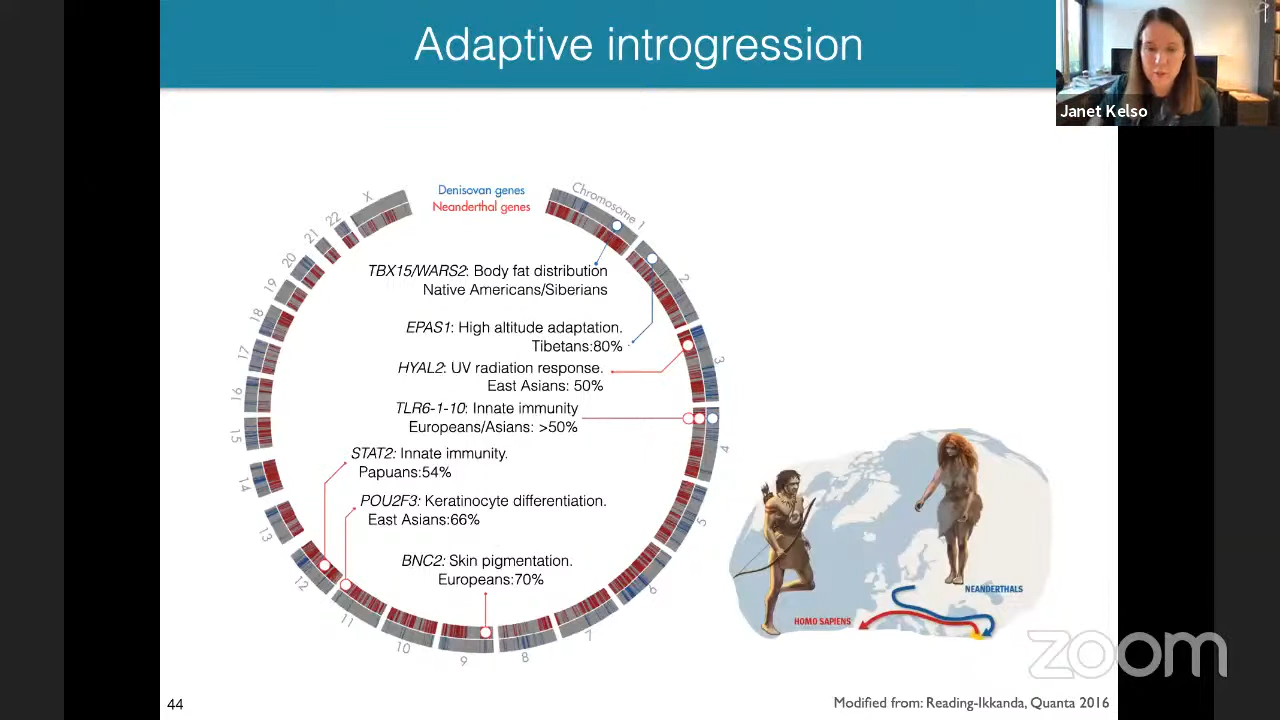 Adaptive introgression
Janet Kelso
Denisovan genes
Neanderthal genes
Chromosome 1
2
3
4
5
6
7
8
9
10
11
12
13
14
15
16
17
18
19
20
21
22
X
TBX15/WARS2: Body fat distribution
Native Americans/Siberians
EPAS1: High altitude adaptation.
Tibetans:80%
HYAL2: UV radiation response.
East Asians: 50%
TLR6-1-10: Innate immunity
Europeans/Asians: >50%
STAT2: Innate immunity.
Papuans:54%
POU2F3: Keratinocyte differentiation.
East Asians:66%
BNC2: Skin pigmentation.
Europeans:70%
NEANDERTHALS
HOMO SAPIENS
zoom
44
Modified from: Reading-Ikkanda, Quanta 2016